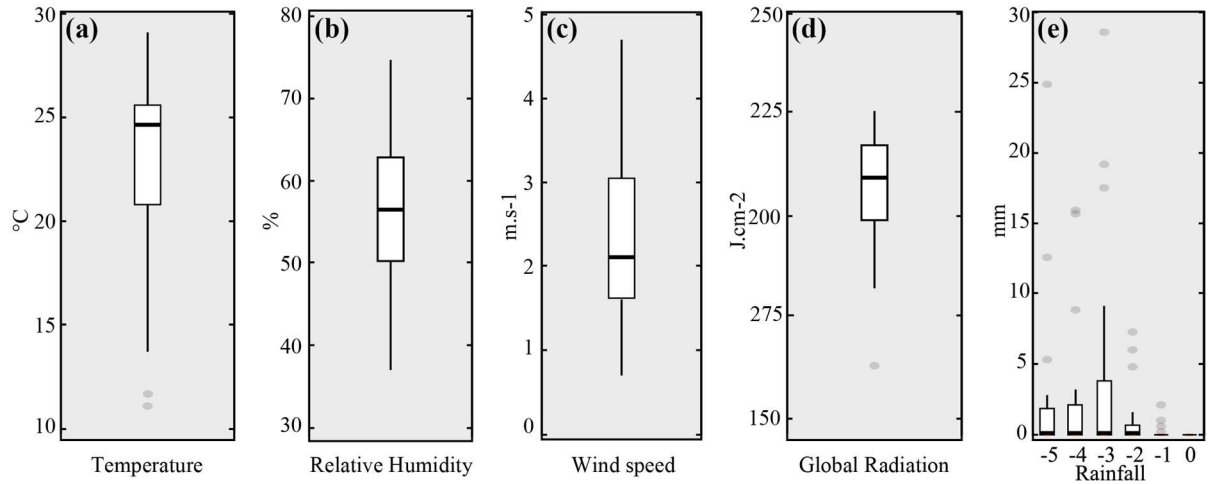 (a)
30
25
20
15
10
°C
Temperature
(b)
80
70
60
50
40
30
%
Relative Humidity
(c)
5
4
3
2
1
0
m.s-1
Wind speed
(d)
250
225
200
275
150
J.cm-2
Global Radiation
(e)
30
25
20
15
10
5
0
mm
-5 -4 -3 -2 -1 0
Rainfall